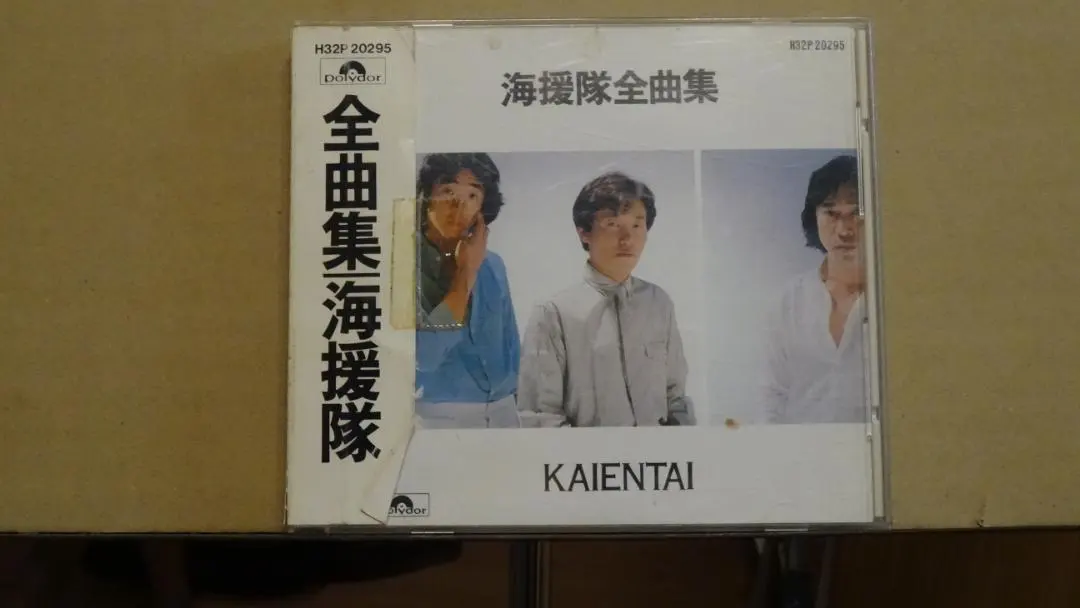 H32P 20295
polydor
全曲集|海援隊
H32P 20295
海援隊全曲集
KAIENTAI
polydor